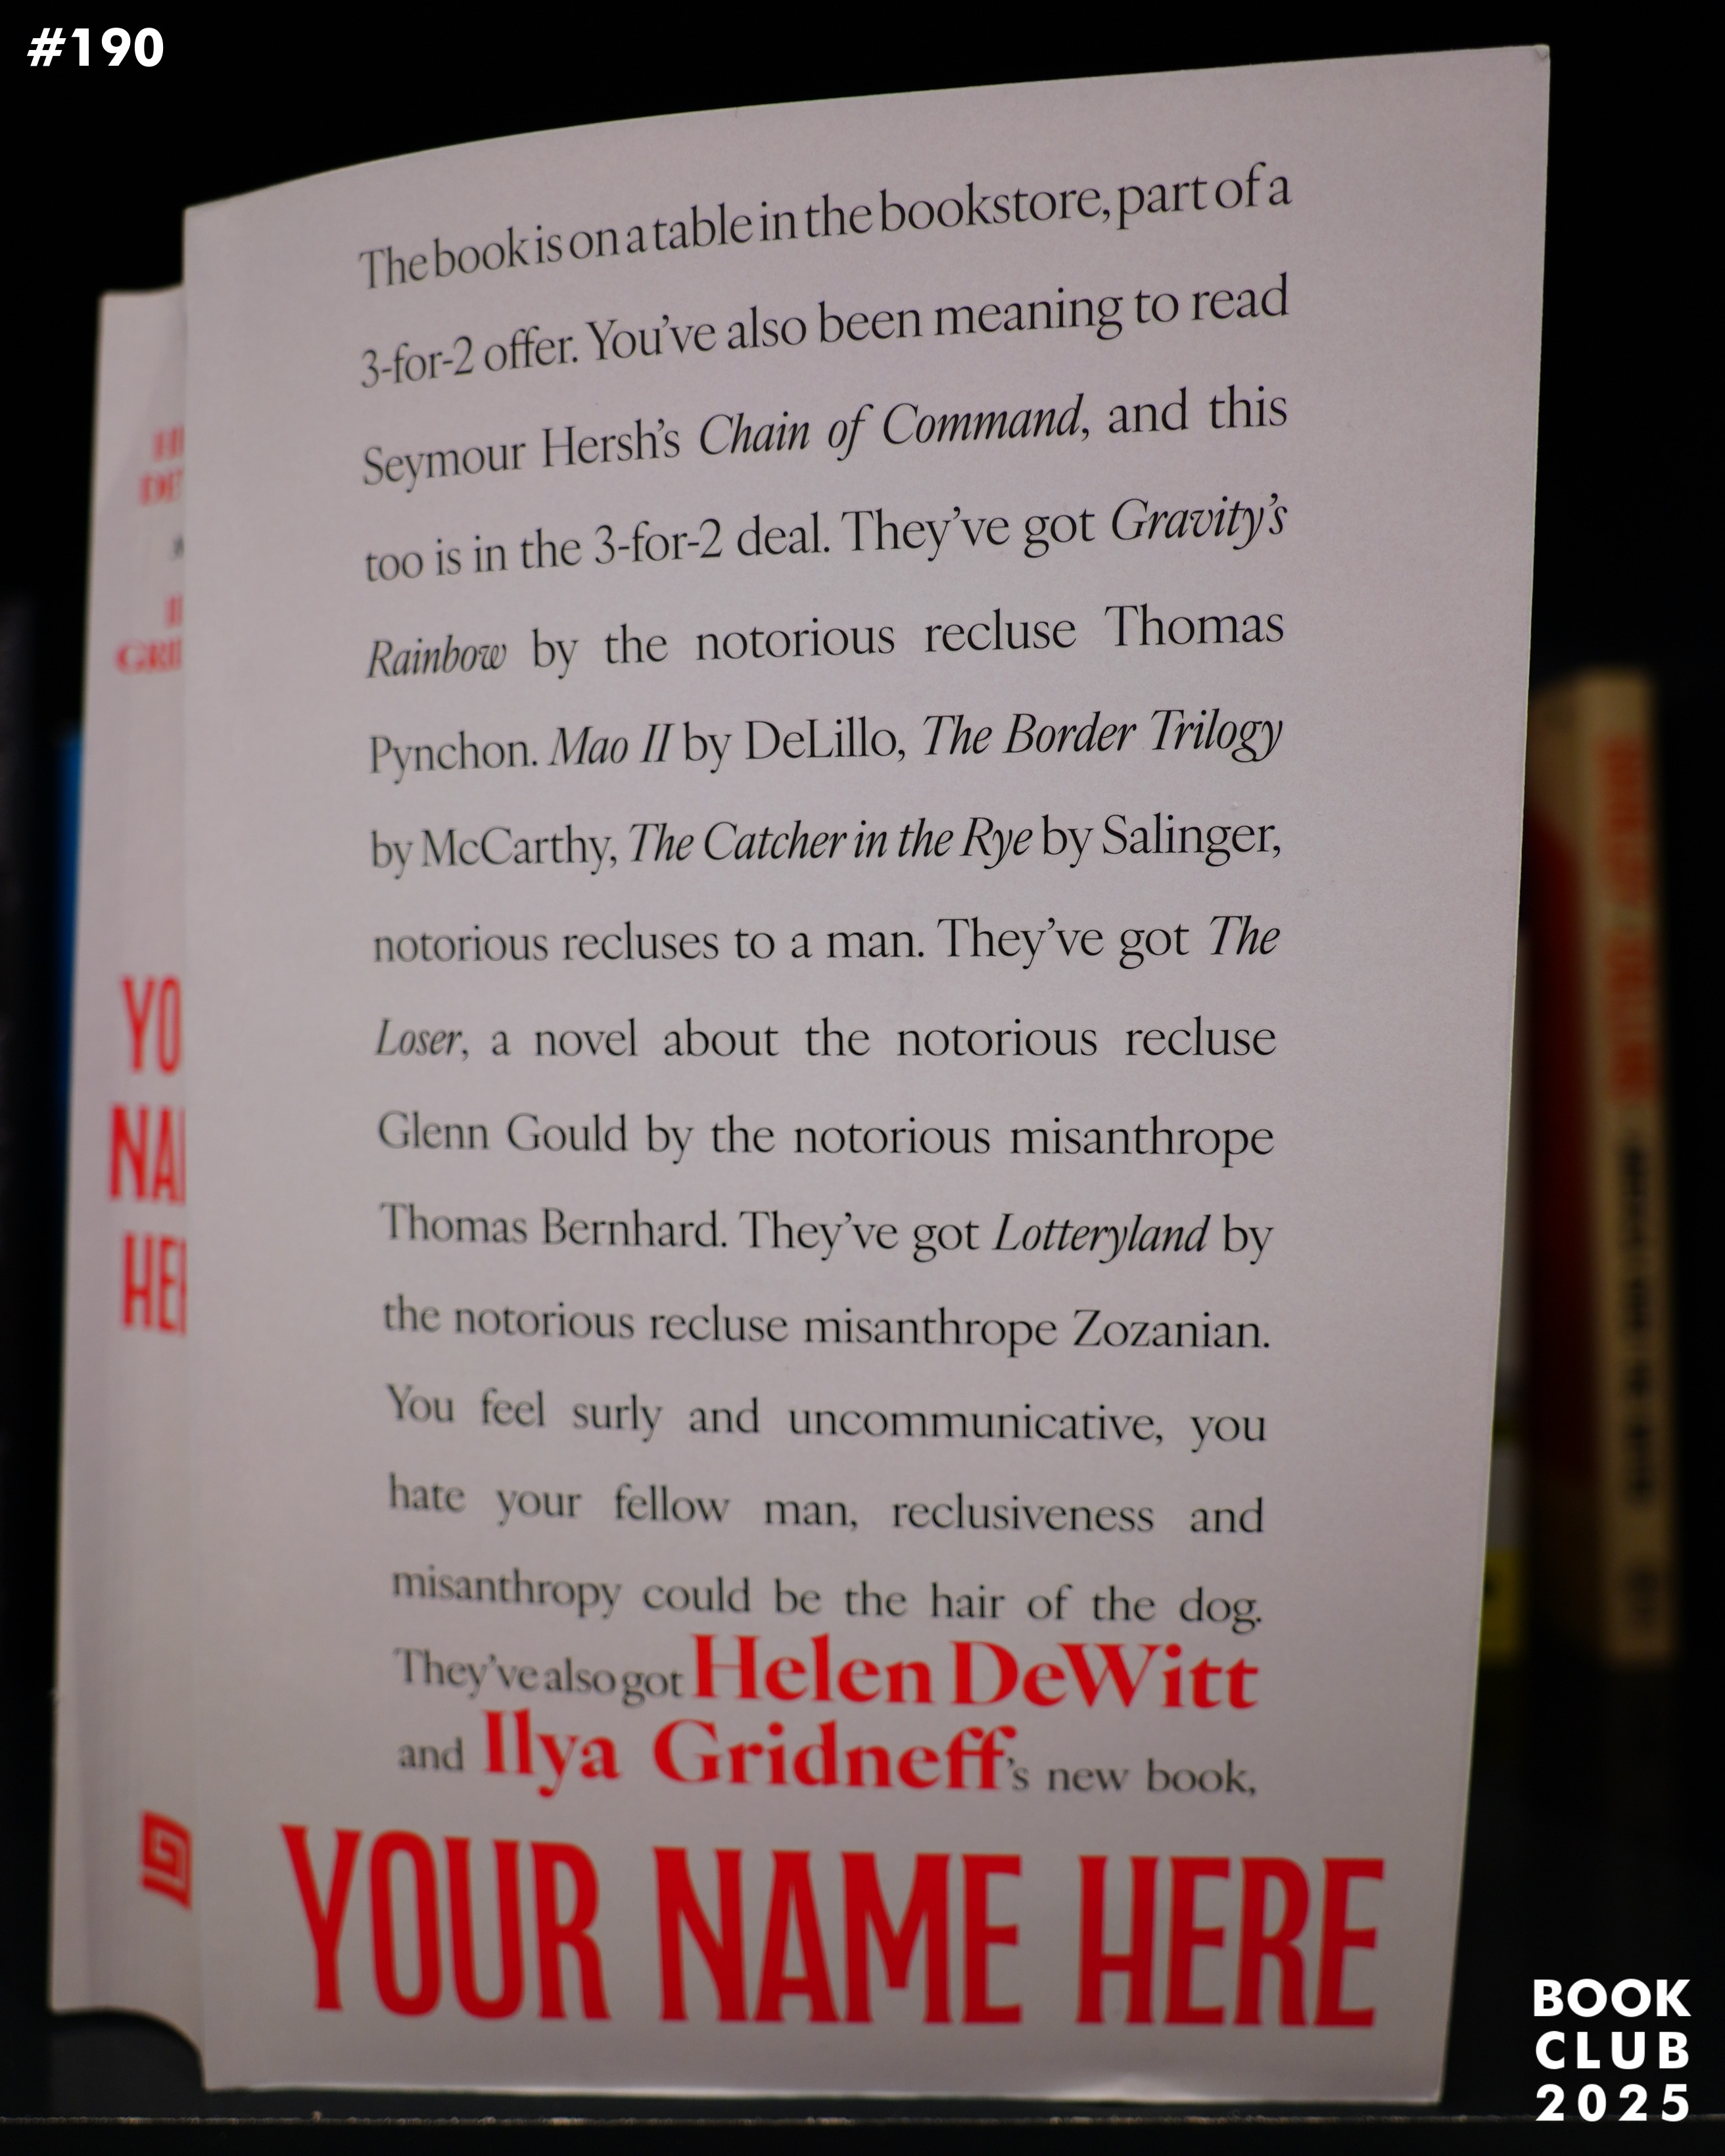 #190
The book is on a table in the bookstore, part of a
3-for-2 offer. You’ve also been meaning to read
Seymour Hersh’s Chain of Command, and this
too is in the 3-for-2 deal. They’ve got Gravity’s
Rainbow by the notorious recluse Thomas
Pynchon. Mao II by DeLillo, The Border Trilogy
by McCarthy, The Catcher in the Rye by Salinger,
notorious recluses to a man. They’ve got The
Loser, a novel about the notorious recluse
Glenn Gould by the notorious misanthrope
Thomas Bernhard. They’ve got Lotteryland by
the notorious recluse misanthrope Zozanian.
You feel surly and uncommunicative, you
hate your fellow man, reclusiveness and
misanthropy could be the hair of the dog.
They’ve also got Helen DeWitt
and Ilya Gridneff’s new book,
YOUR NAME HERE
YO
NA
HE
BOOK
CLUB
2025